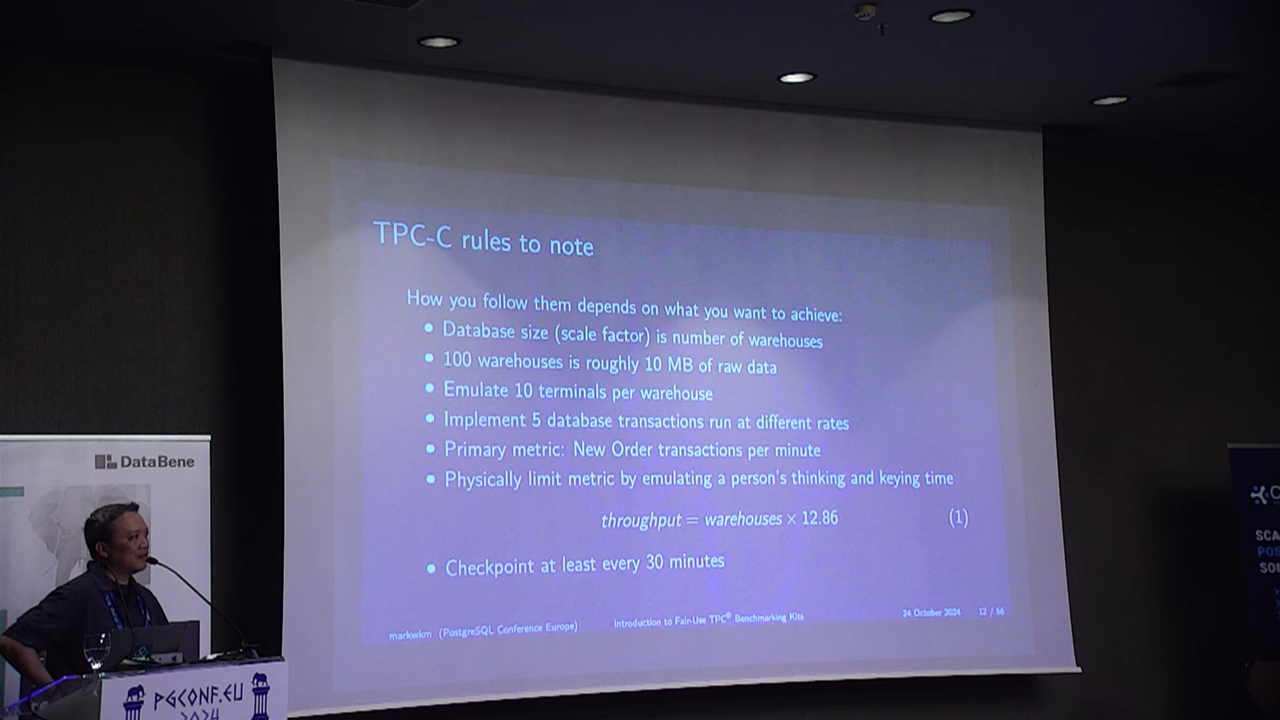 TPC-C rules to note
How you follow them depends on what you want to achieve:
• Database size (scale factor) is number of warehouses
• 100 warehouses is roughly 10 MB of raw data
• Emulate 10 terminals per warehouse
• Implement 5 database transactions run at different rates
• Primary metric: New Order transactions per minute
• Physically limit metric by emulating a person's thinking and keying time
throughput = warehouses × 12.86 (1)
• Checkpoint at least every 30 minutes
markwkm (PostgreSQL Conference Europe) Introduction to Fair-Use TPC® Benchmarking Kits 24 October 2024 12 / 56
DataBene
PGCONF.EU
2024